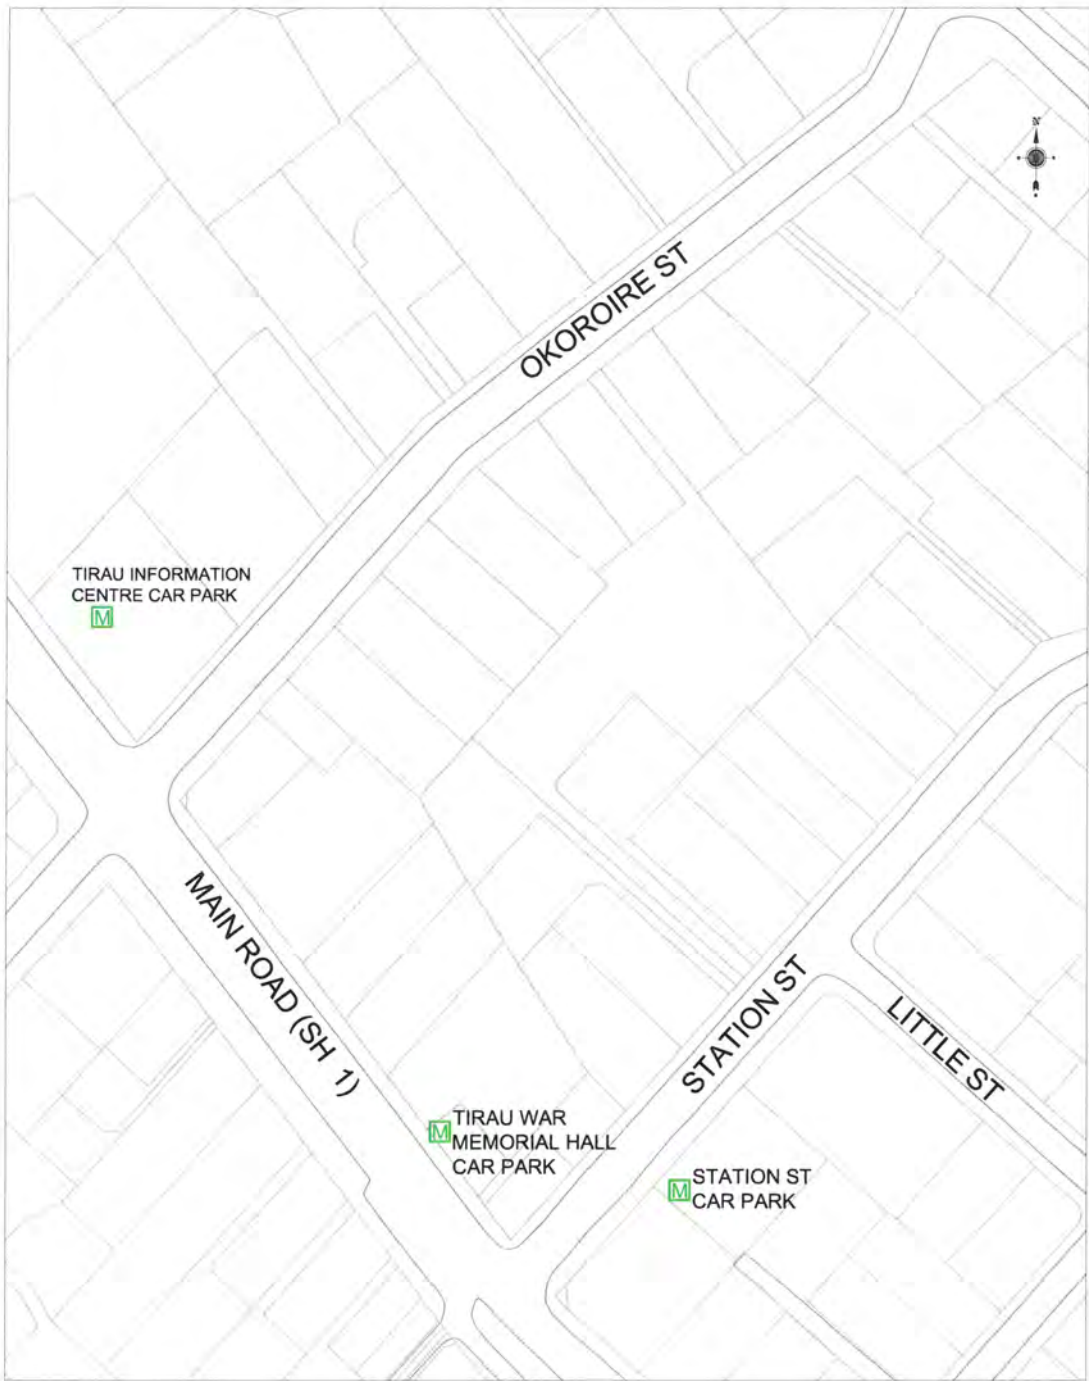 N
OKOROIRE ST
TIRAU INFORMATION
CENTRE CAR PARK
M
MAIN ROAD (SH 1)
STATION ST
LITTLE ST
M
TIRAU WAR
MEMORIAL HALL
CAR PARK
M
STATION ST
CAR PARK